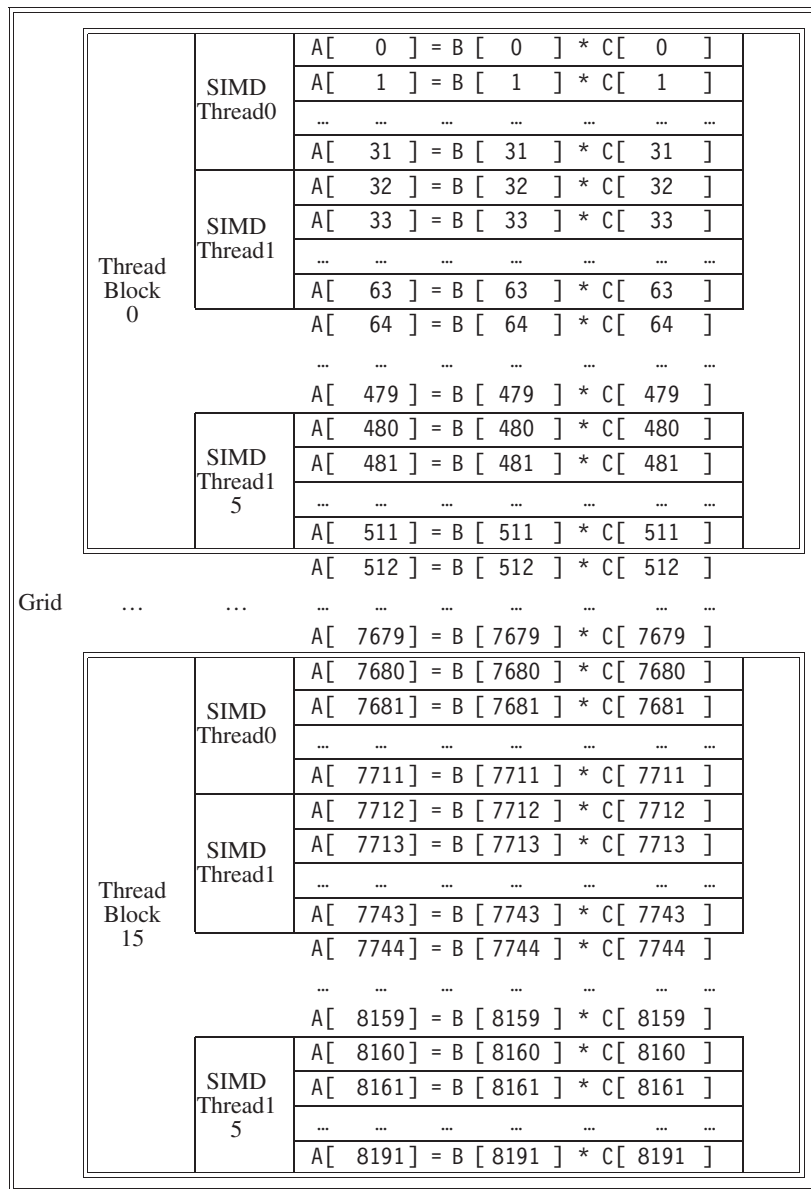 A[ 0 ] = B [ 0 ] * C[ 0 ]
SIMD
Thread0
A[ 1 ] = B [ 1 ] * C[ 1 ]
… … … … … … …
A[ 31 ] = B [ 31 ] * C[ 31 ]
A[ 32 ] = B [ 32 ] * C[ 32 ]
SIMD
Thread1
A[ 33 ] = B [ 33 ] * C[ 33 ]
… … … … … … …
Thread
Block
0
A[ 63 ] = B [ 63 ] * C[ 63 ]
A[ 64 ] = B [ 64 ] * C[ 64 ]
… … … … … … …
A[ 479 ] = B [ 479 ] * C[ 479 ]
A[ 480 ] = B [ 480 ] * C[ 480 ]
SIMD
Thread1
5
A[ 481 ] = B [ 481 ] * C[ 481 ]
… … … … … … …
A[ 511 ] = B [ 511 ] * C[ 511 ]
A[ 512 ] = B [ 512 ] * C[ 512 ]
Grid … … … … … … … … …
A[ 7679] = B [ 7679 ] * C[ 7679 ]
A[ 7680] = B [ 7680 ] * C[ 7680 ]
SIMD
Thread0
A[ 7681] = B [ 7681 ] * C[ 7681 ]
… … … … … … …
A[ 7711] = B [ 7711 ] * C[ 7711 ]
A[ 7712] = B [ 7712 ] * C[ 7712 ]
SIMD
Thread1
A[ 7713] = B [ 7713 ] * C[ 7713 ]
… … … … … … …
Thread
Block
15
A[ 7743] = B [ 7743 ] * C[ 7743 ]
A[ 7744] = B [ 7744 ] * C[ 7744 ]
… … … … … … …
A[ 8159] = B [ 8159 ] * C[ 8159 ]
A[ 8160] = B [ 8160 ] * C[ 8160 ]
SIMD
Thread1
5
A[ 8161] = B [ 8161 ] * C[ 8161 ]
… … … … … … …
A[ 8191] = B [ 8191 ] * C[ 8191 ]